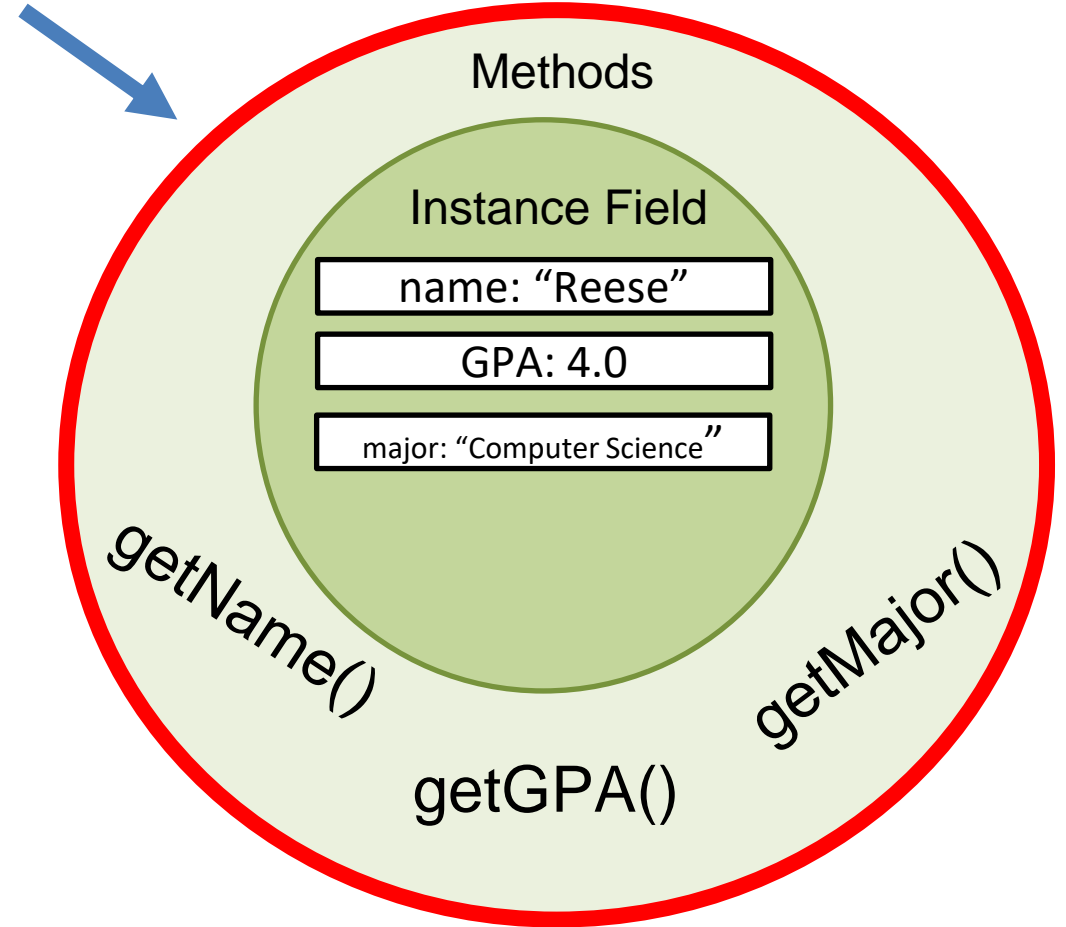 Methods
Instance Field
name: “Reese”
GPA: 4.0
major: “Computer Science”
getName()
getMajor()
getGPA()